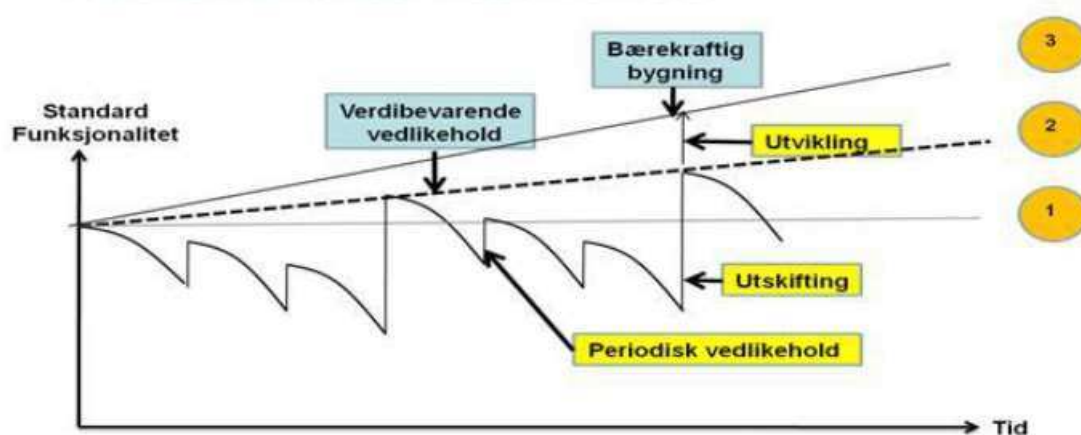 3
Bærekraftig
bygning
Standard
Funksjonalitet
Verdibevarende
vedlikehold
2
Utvikling
1
Utskifting
Periodisk vedlikehold
Tid